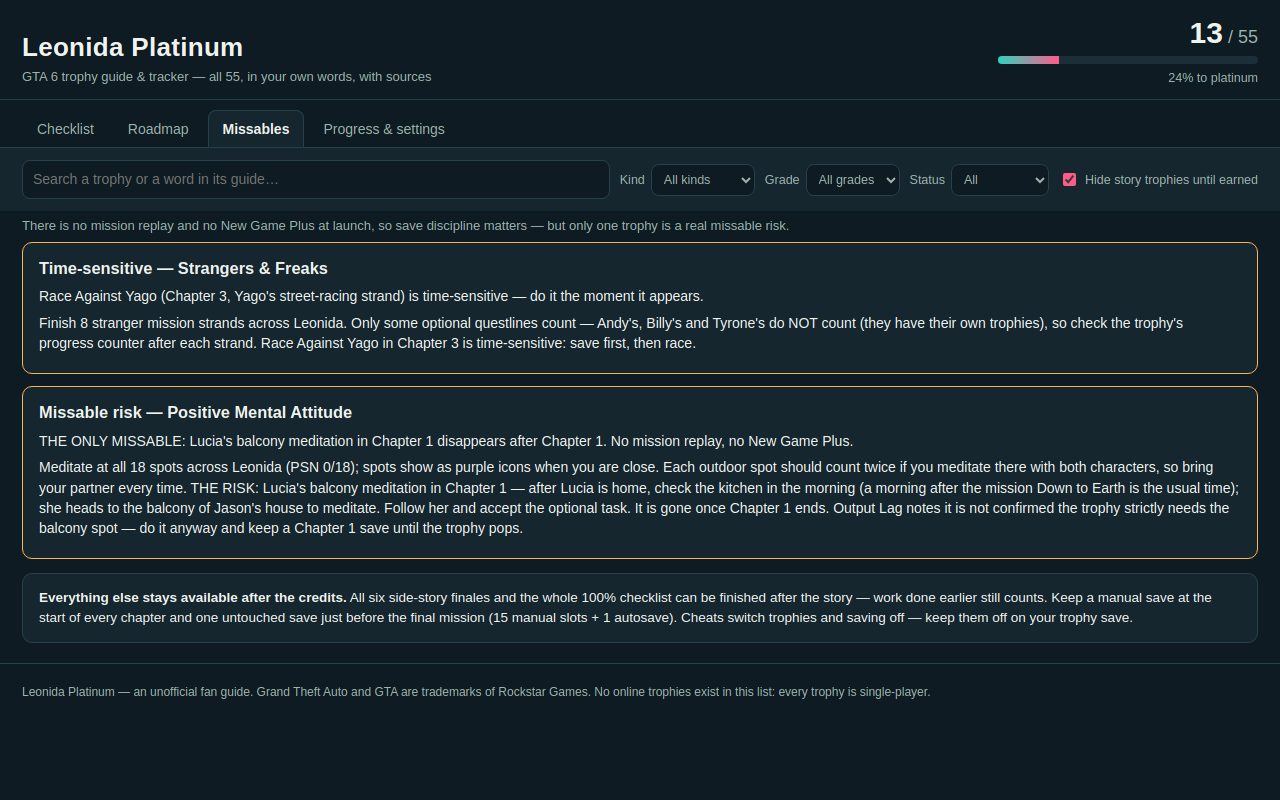 Leonida Platinum
GTA 6 trophy guide & tracker — all 55, in your own words, with sources
13 / 55
24% to platinum
Checklist
Roadmap
Missables
Progress & settings
Search a trophy or a word in its guide…
Kind
All kinds
Grade
All grades
Status
All
Hide story trophies until earned
There is no mission replay and no New Game Plus at launch, so save discipline matters — but only one trophy is a real missable risk.
Time-sensitive — Strangers & Freaks
Race Against Yago (Chapter 3, Yago's street-racing strand) is time-sensitive — do it the moment it appears.
Finish 8 stranger mission strands across Leonida. Only some optional questlines count — Andy's, Billy's and Tyrone's do NOT count (they have their own trophies), so check the trophy's
progress counter after each strand. Race Against Yago in Chapter 3 is time-sensitive: save first, then race.
Missable risk — Positive Mental Attitude
THE ONLY MISSABLE: Lucia's balcony meditation in Chapter 1 disappears after Chapter 1. No mission replay, no New Game Plus.
Meditate at all 18 spots across Leonida (PSN 0/18); spots show as purple icons when you are close. Each outdoor spot should count twice if you meditate there with both characters, so bring
your partner every time. THE RISK: Lucia's balcony meditation in Chapter 1 — after Lucia is home, check the kitchen in the morning (a morning after the mission Down to Earth is the usual time);
she heads to the balcony of Jason's house to meditate. Follow her and accept the optional task. It is gone once Chapter 1 ends. Output Lag notes it is not confirmed the trophy strictly needs the
balcony spot — do it anyway and keep a Chapter 1 save until the trophy pops.
Everything else stays available after the credits. All six side-story finales and the whole 100% checklist can be finished after the story — work done earlier still counts. Keep a manual save at the
start of every chapter and one untouched save just before the final mission (15 manual slots + 1 autosave). Cheats switch trophies and saving off — keep them off on your trophy save.
Leonida Platinum — an unofficial fan guide. Grand Theft Auto and GTA are trademarks of Rockstar Games. No online trophies exist in this list: every trophy is single-player.